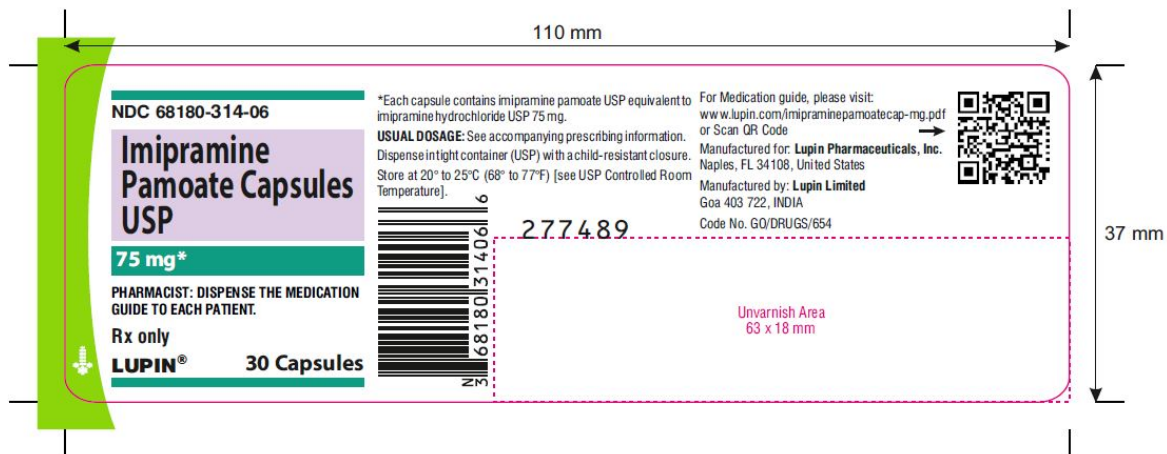 110 mm
NDC 68180-314-06
Imipramine
Pamoate Capsules
USP
75 mg*
PHARMACIST: DISPENSE THE MEDICATION
GUIDE TO EACH PATIENT.
Rx only
LUPIN®
30 Capsules
*Each capsule contains imipramine pamoate USP equivalent to
imipramine hydrochloride USP 75 mg.
USUAL DOSAGE: See accompanying prescribing information.
Dispense in tight container (USP) with a child-resistant closure.
Store at 20° to 25°C (68° to 77°F) [see USP Controlled Room
Temperature].
N
3 68180 31406 6
277489
For Medication guide, please visit:
www.lupin.com/imipraminepamoatecap-mg.pdf
or Scan QR Code
Manufactured for: Lupin Pharmaceuticals, Inc.
Naples, FL 34108, United States
Manufactured by: Lupin Limited
Goa 403 722, INDIA
Code No. GO/DRUGS/654
Unvarnish Area
63 x 18 mm
37 mm